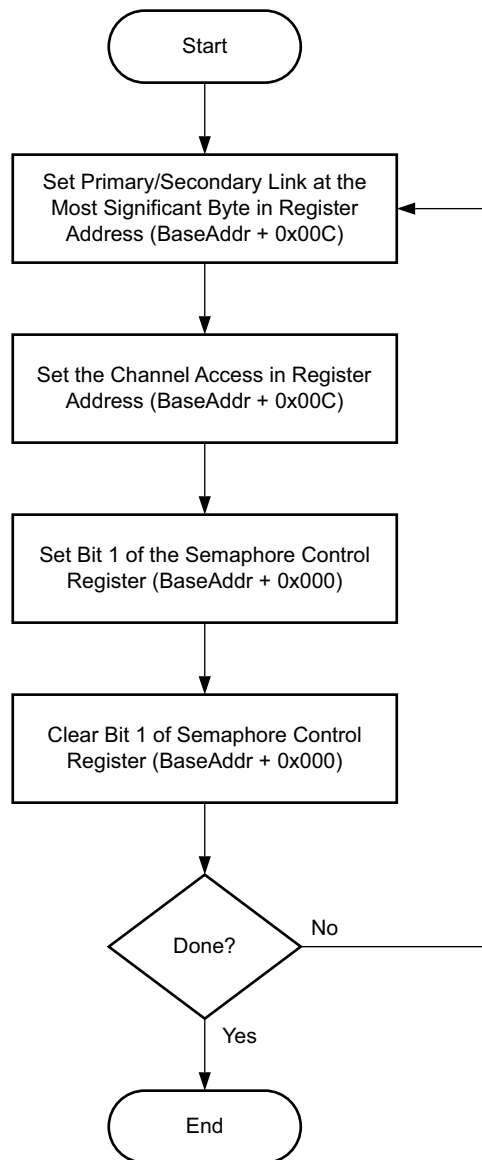 Start
Set Primary/Secondary Link at the
Most Significant Byte in Register
Address (BaseAddr + 0x00C)
Set the Channel Access in Register
Address (BaseAddr + 0x00C)
Set Bit 1 of the Semaphore Control
Register (BaseAddr + 0x000)
Clear Bit 1 of Semaphore Control
Register (BaseAddr + 0x000)
Done?
No
Yes
End